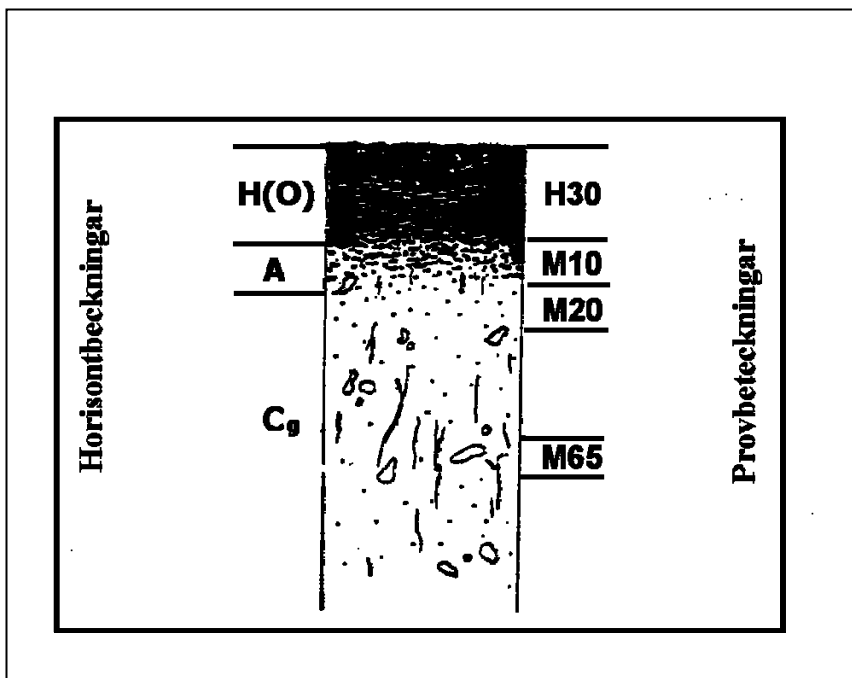 Horisontbeckningar
H(O)
A
Cg
H30
M10
M20
M65
Provbeteckningar